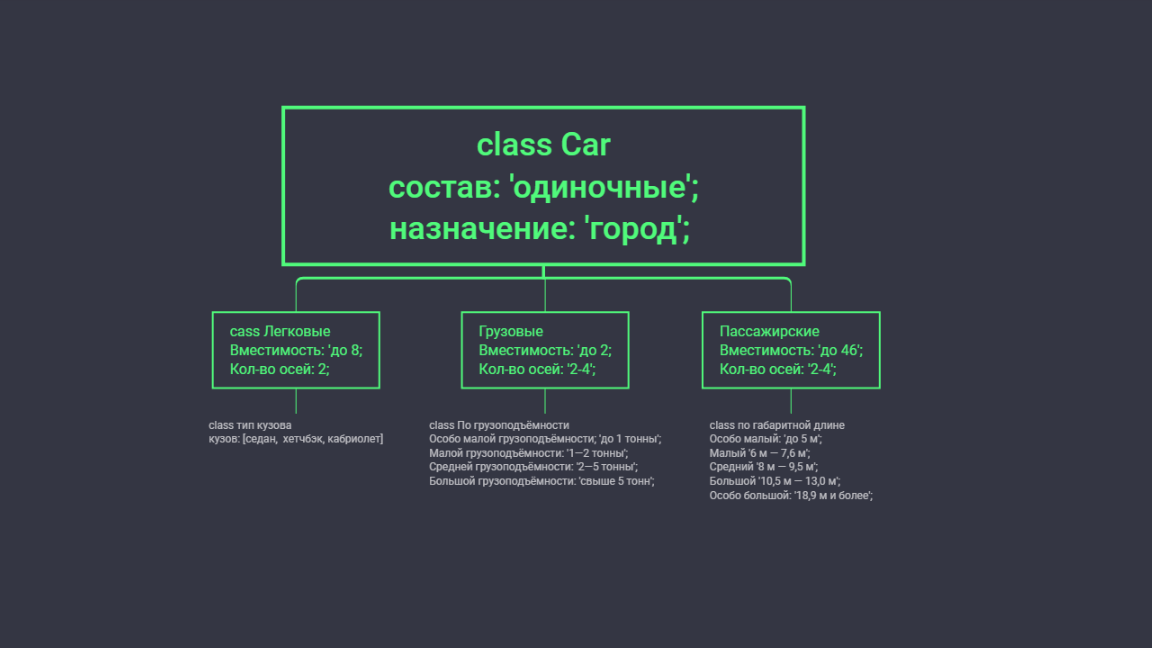 class Car
состав: 'одиночные';
назначение: 'город';
cass Легковые
Вместимость: 'до 8;
Кол-во осей: 2;
Грузовые
Вместимость: 'до 2;
Кол-во осей: '2-4';
Пассажирские
Вместимость: 'до 46';
Кол-во осей: '2-4';
class тип кузова
кузов: [седан, хетчбэк, кабриолет]
class По грузоподъёмности
Особо малой грузоподъёмности; 'до 1 тонны';
Малой грузоподъёмности: '1—2 тонны';
Средней грузоподъёмности: '2—5 тонны';
Большой грузоподъёмности: 'свыше 5 тонн';
class по габаритной длине
Особо малый: 'до 5 м';
Малый '6 м — 7,6 м';
Средний '8 м — 9,5 м';
Большой '10,5 м — 13,0 м';
Особо большой: '18,9 м и более';